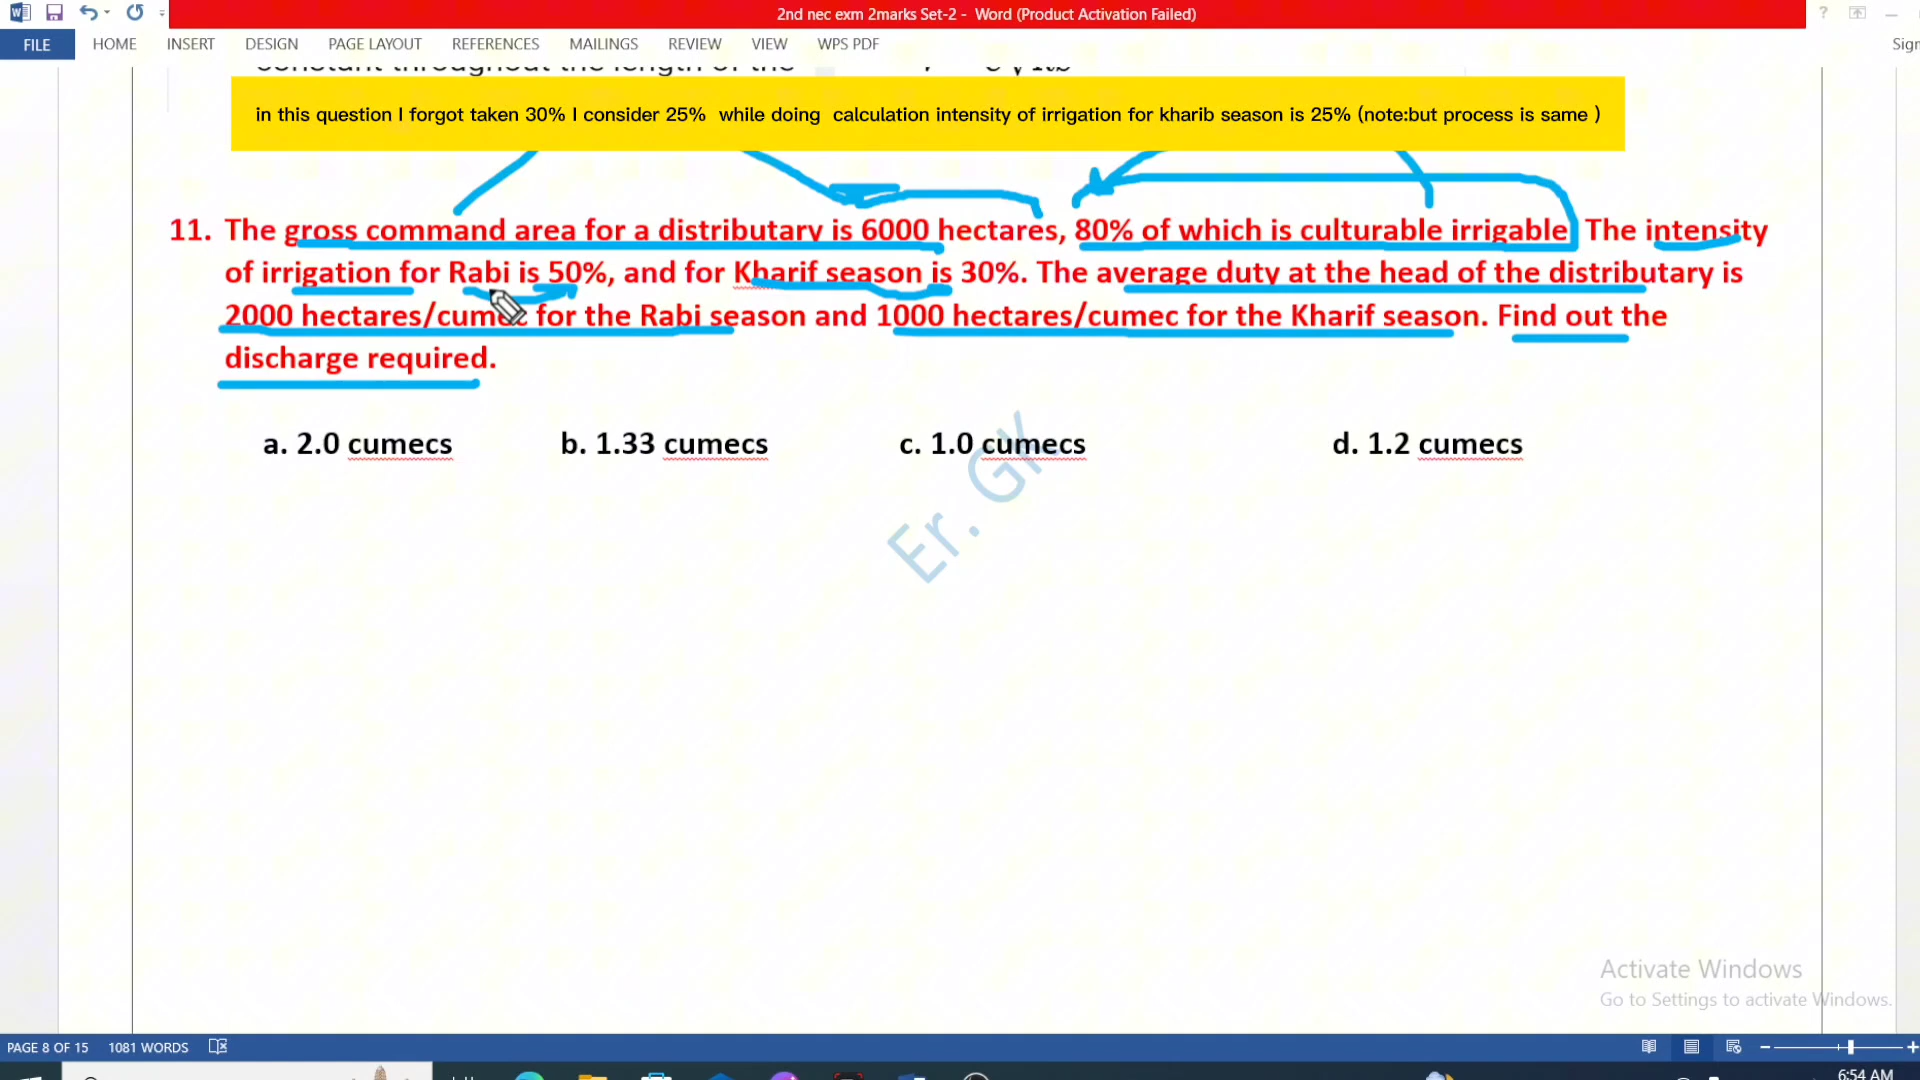 2nd nec exm 2marks Set-2 - Word (Product Activation Failed)
FILE HOME INSERT DESIGN PAGE LAYOUT REFERENCES MAILINGS REVIEW VIEW WPS PDF Sign
constant throughout the length of the
in this question I forgot taken 30% I consider 25% while doing calculation intensity of irrigation for kharib season is 25% (note:but process is same )
11. The gross command area for a distributary is 6000 hectares, 80% of which is culturable irrigable The intensity
of irrigation for Rabi is 50%, and for Kharif season is 30%. The average duty at the head of the distributary is
2000 hectares/cumec for the Rabi season and 1000 hectares/cumec for the Kharif season. Find out the
discharge required.
a. 2.0 cumecs b. 1.33 cumecs c. 1.0 cumecs d. 1.2 cumecs
Er. GK
Activate Windows
Go to Settings to activate Windows.
PAGE 8 OF 15 1081 WORDS
6:54 AM